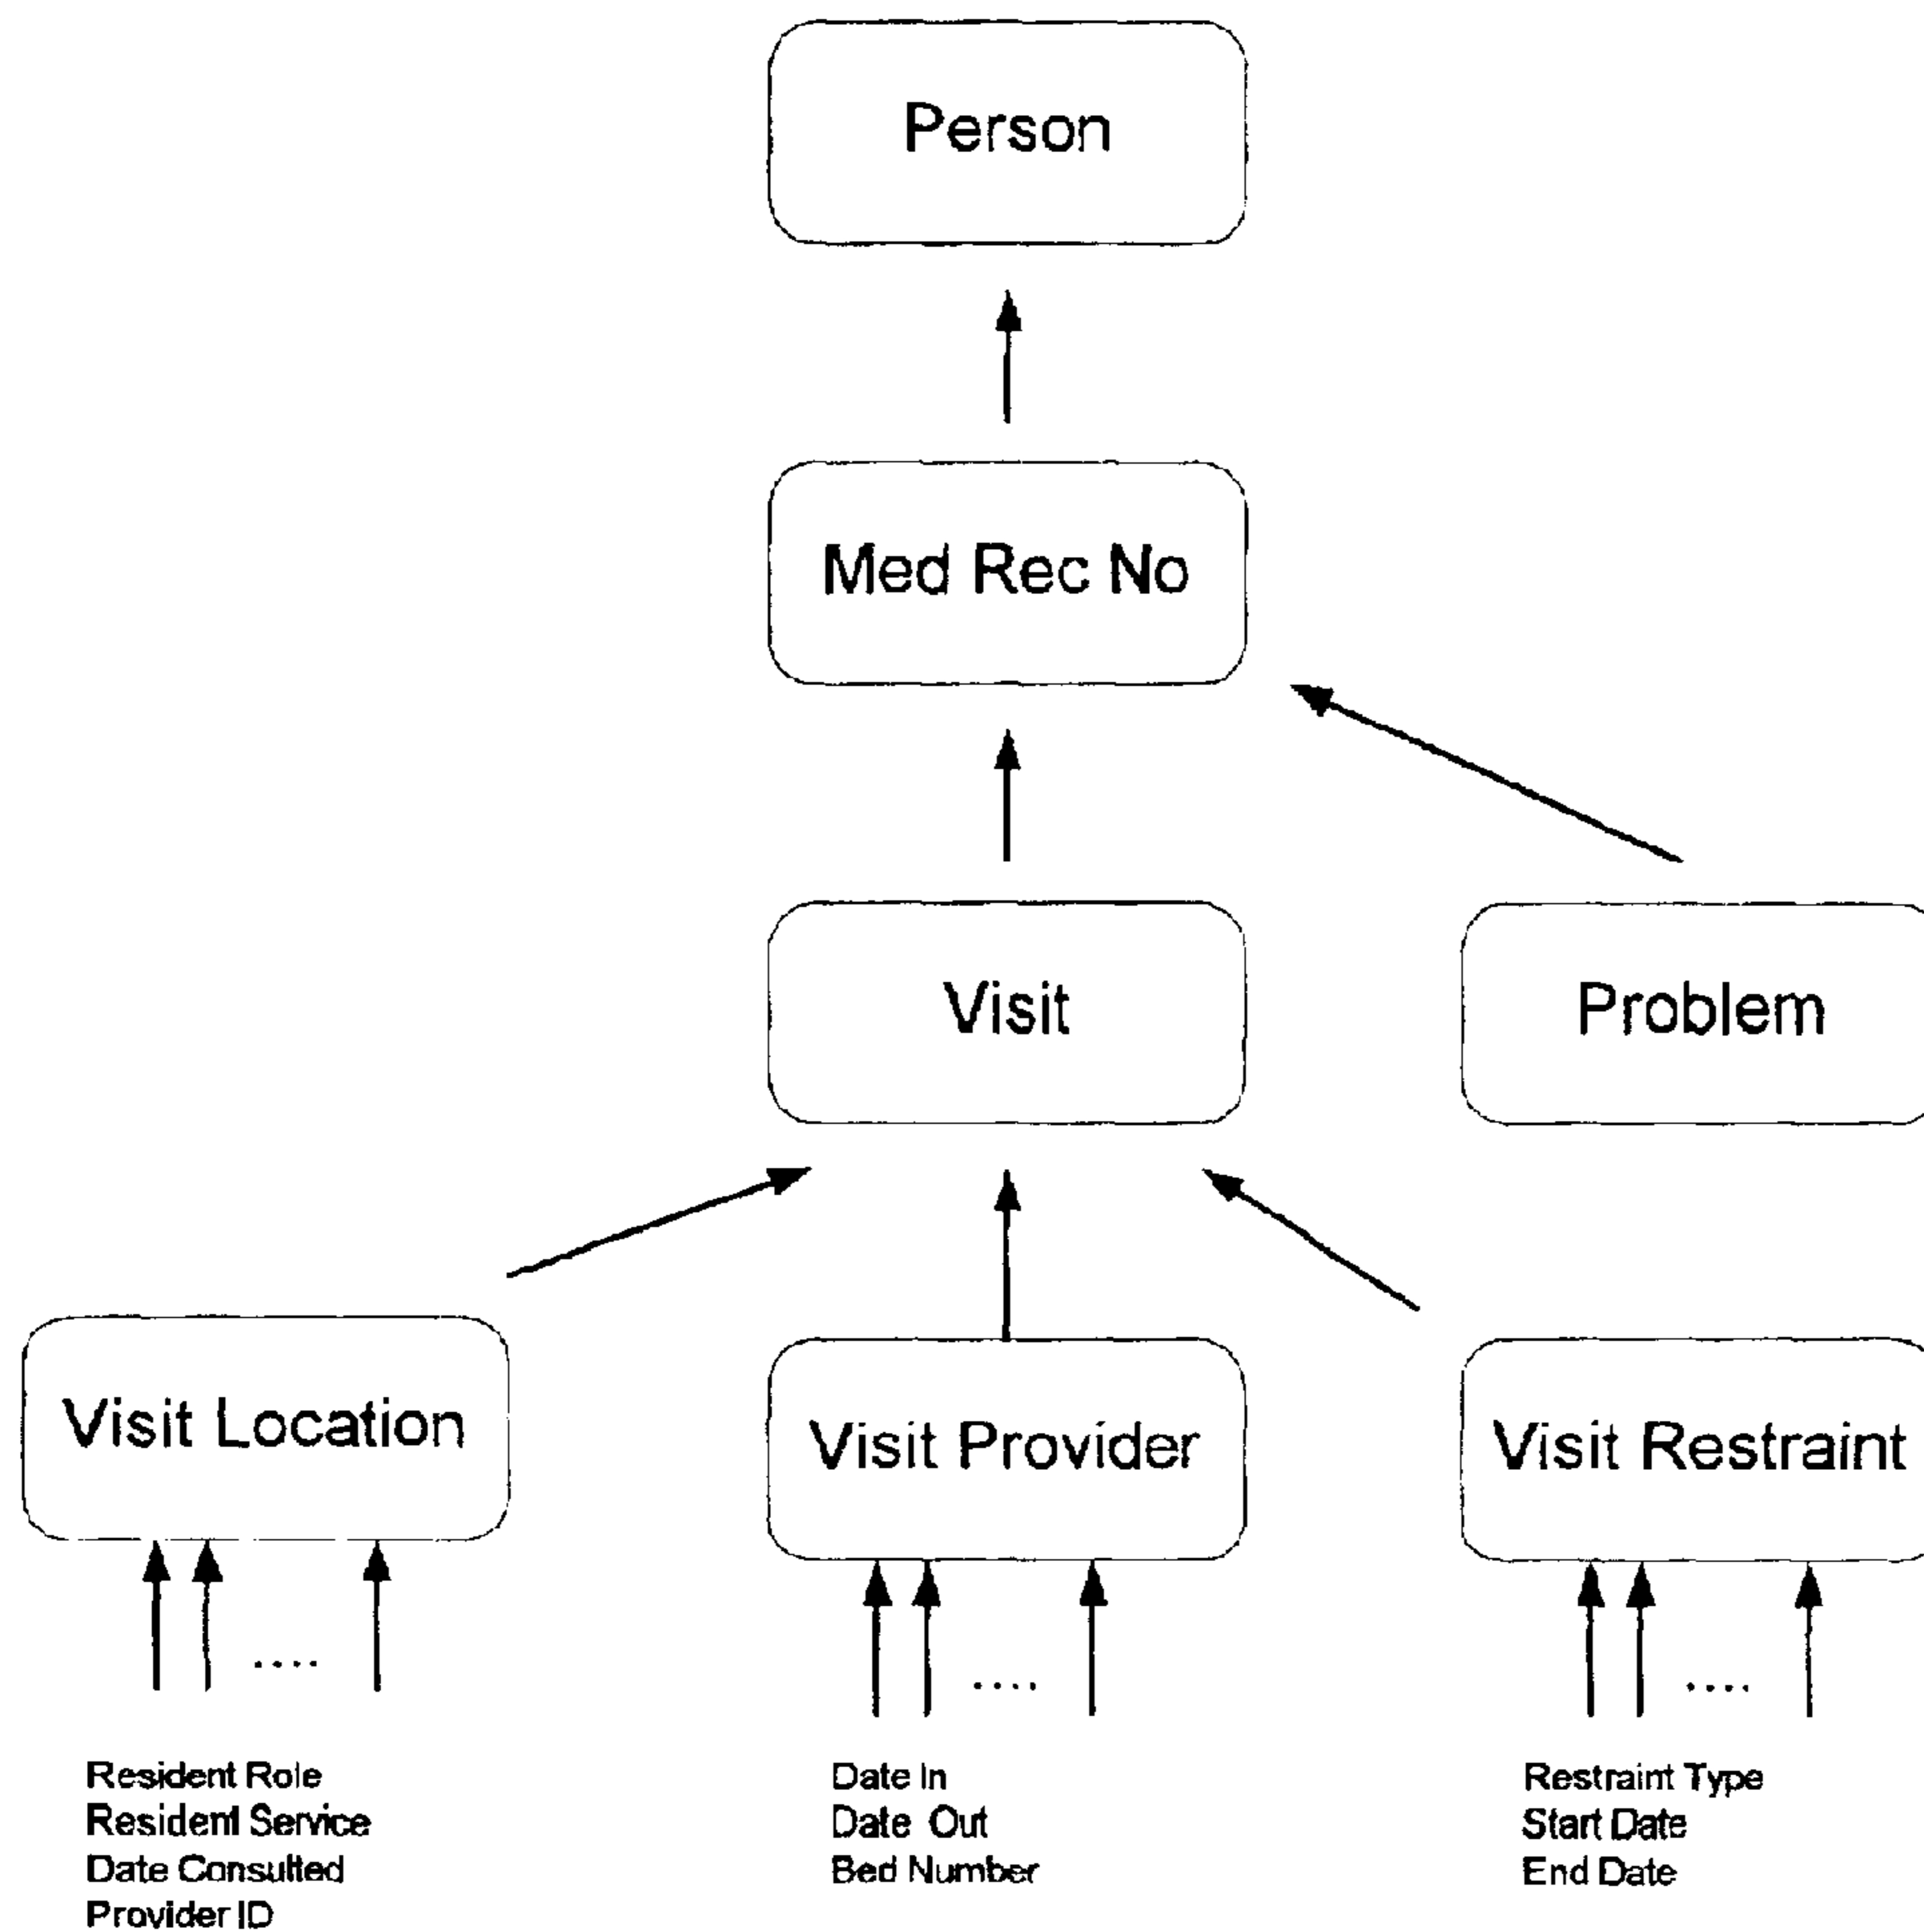 Person
Med Rec No
Visit
Problem
Visit Location
Visit Provider
Visit Restraint
....
....
....
Resident Role
Resident Service
Date Consulted
Provider ID
Date In
Date Out
Bed Number
Restraint Type
Start Date
End Date